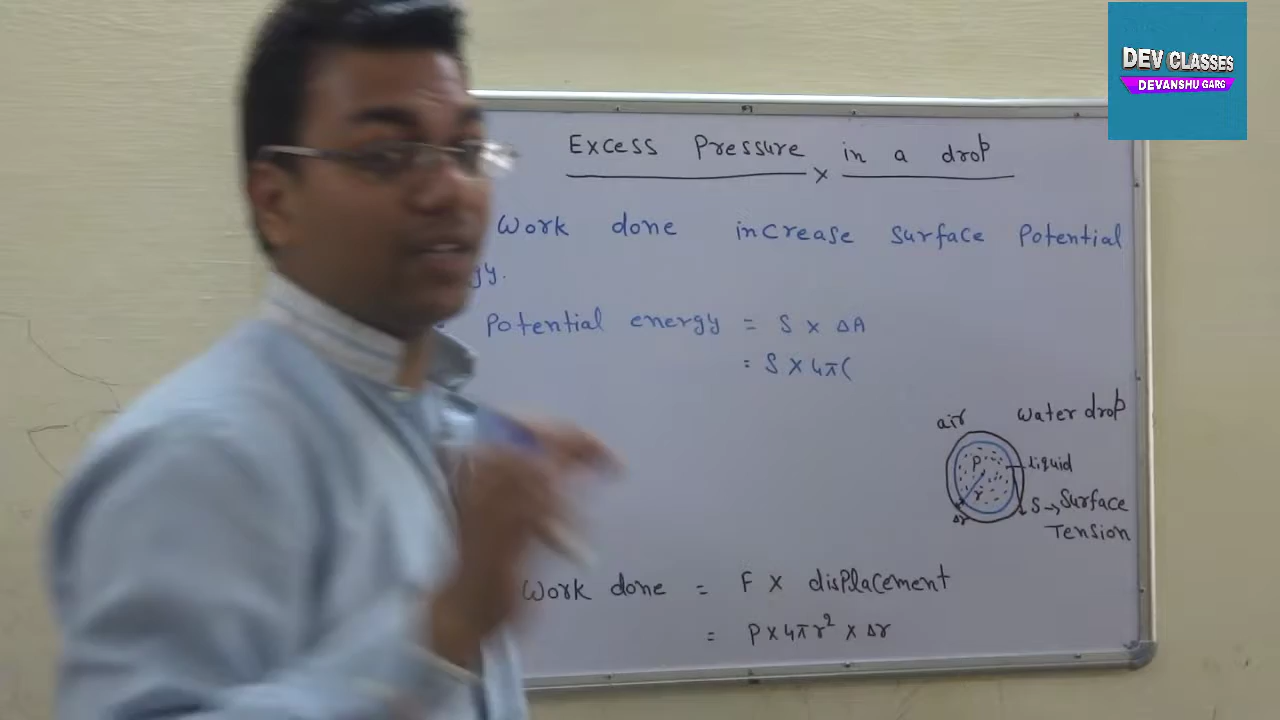 DEV CLASSES
DEVANSHU GARG
Excess Pressure in a drop
Work done increase surface Potential
gy.
Potential energy = S × ΔA
= S × 4π(
air
water drop
P
liquid
r
S → Surface
Δr
Tension
Work done = F × displacement
= P × 4πr² × Δr